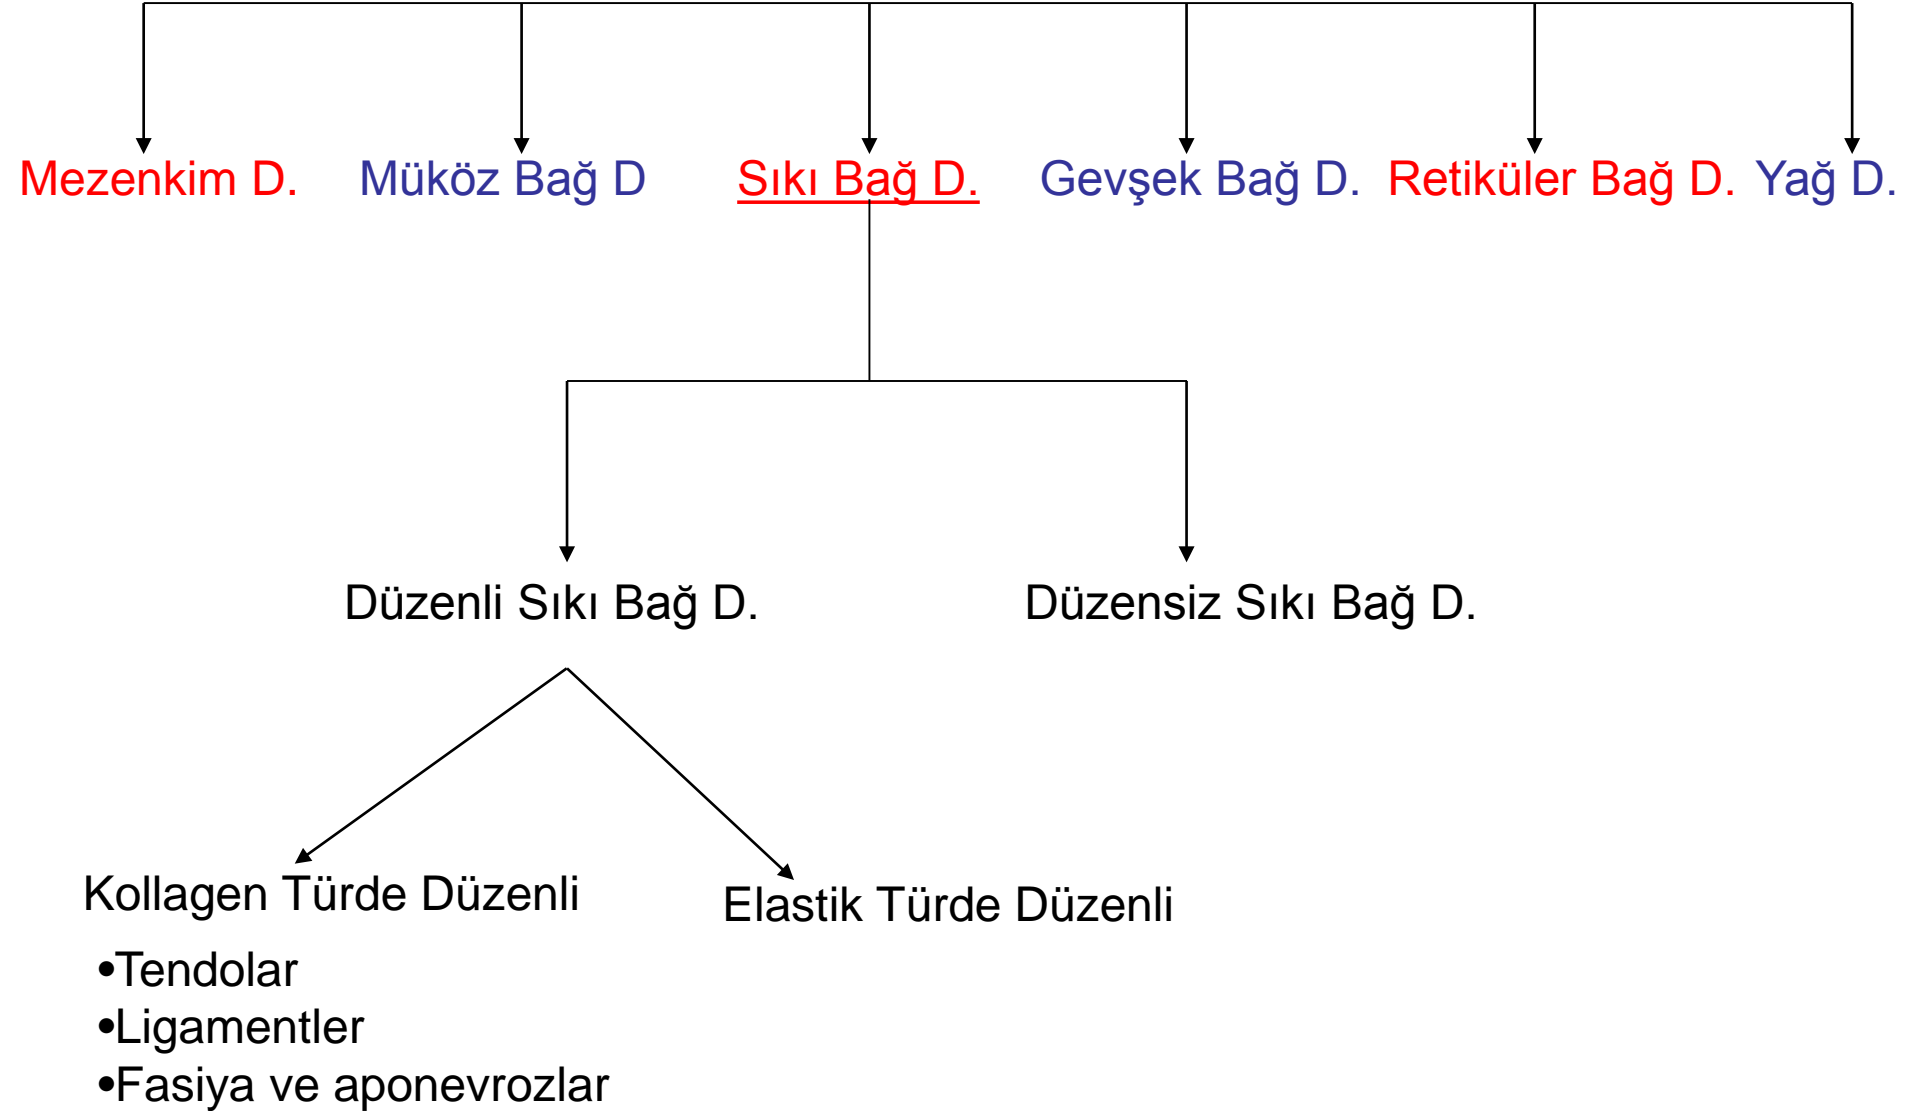 Mezenkim D. Müköz Bağ D Sıkı Bağ D. Gevşek Bağ D. Retiküler Bağ D. Yağ D.
Düzenli Sıkı Bağ D. Düzensiz Sıkı Bağ D.
Kollagen Türde Düzenli Elastik Türde Düzenli
•Tendolar
•Ligamentler
•Fasiya ve aponevrozlar